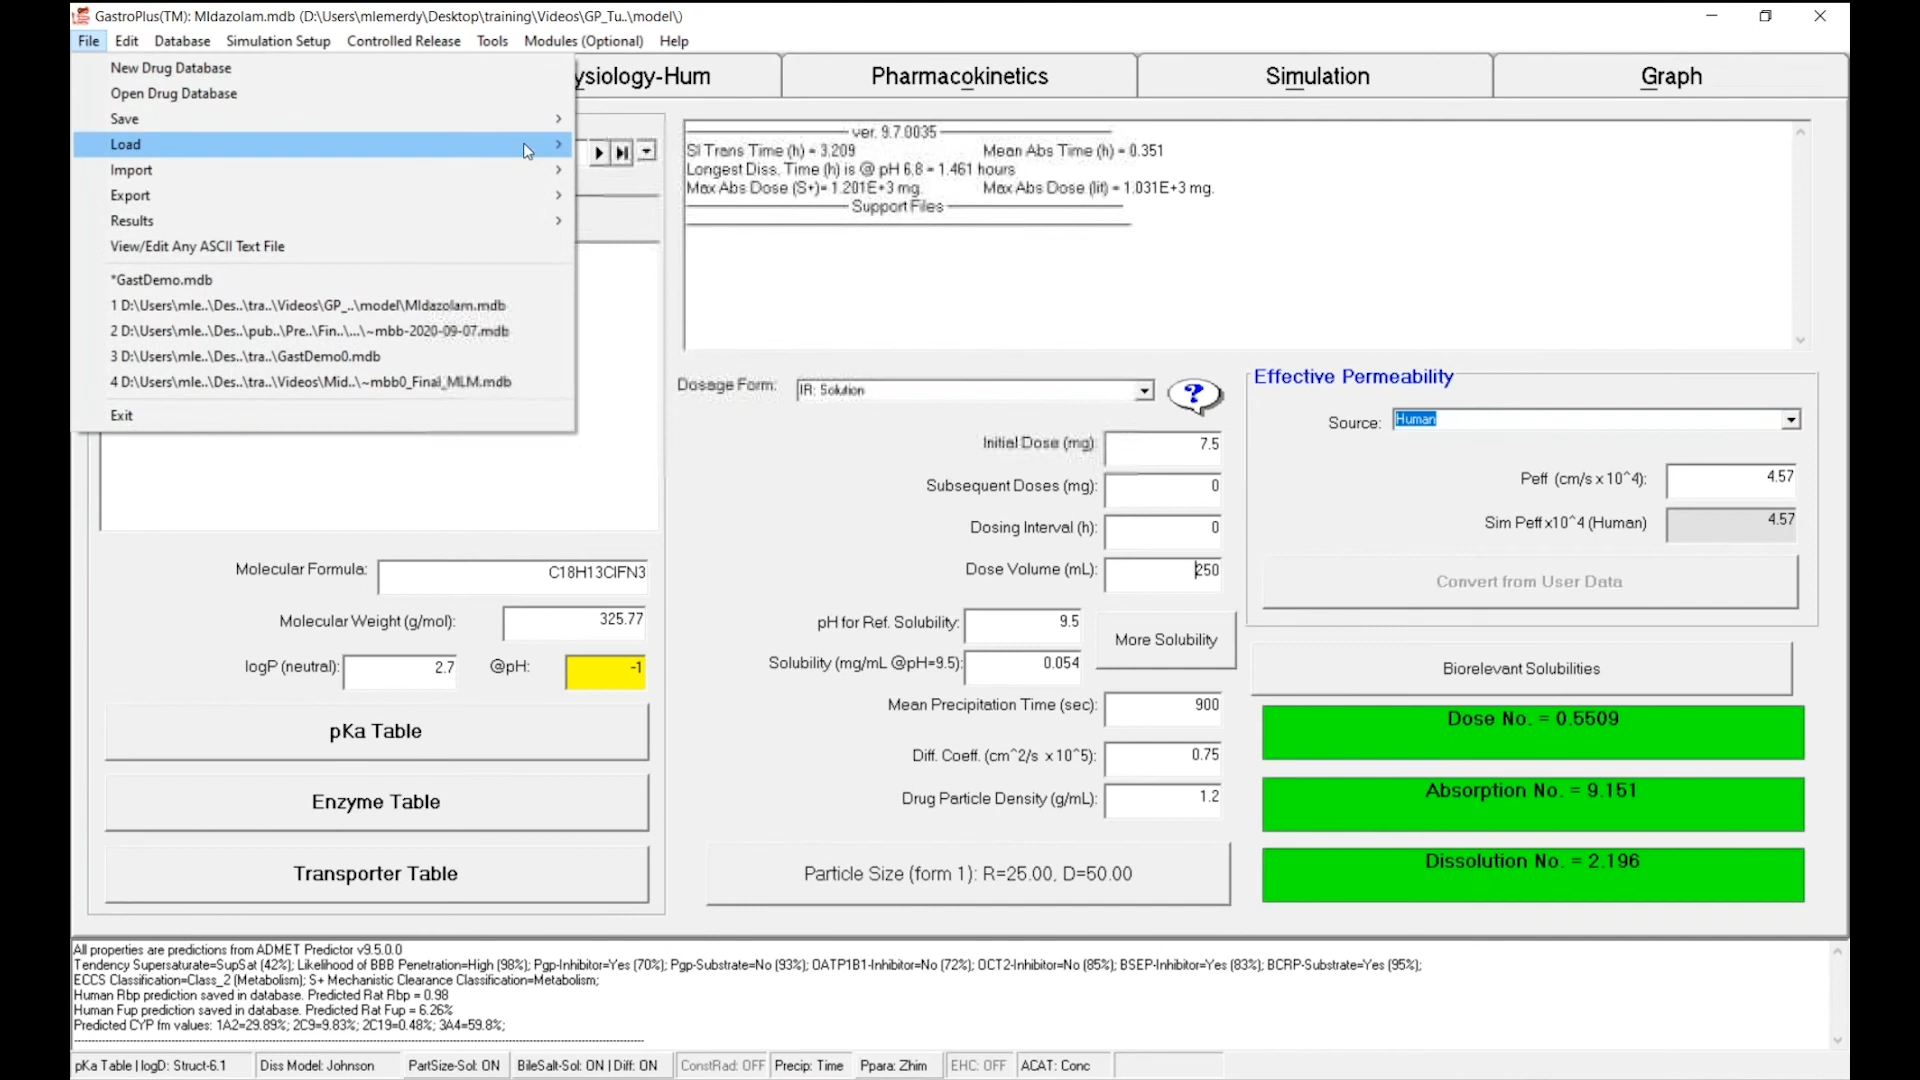 GastroPlus(TM): MIdazolam.mdb (D:\Users\mlemerdy\Desktop\training\Videos\GP_Tu..\model\)
File Edit Database Simulation Setup Controlled Release Tools Modules (Optional) Help
ysiology-Hum Pharmacokinetics Simulation Graph
New Drug Database
Open Drug Database
Save
Load
Import
Export
Results
View/Edit Any ASCII Text File
*GastDemo.mdb
1 D:\Users\mle..\Des..\tra..\Videos\GP_..\model\MIdazolam.mdb
2 D:\Users\mle..\Des..\pub..\Pre..\Fin..\...\~mbb-2020-09-07.mdb
3 D:\Users\mle..\Des..\tra..\GastDemo0.mdb
4 D:\Users\mle..\Des..\tra..\Videos\Mid..\~mbb0_Final_MLM.mdb
Exit
ver. 9.7.0035
SI Trans Time (h) = 3.209 Mean Abs Time (h) = 0.351
Longest Diss. Time (h) is @ pH 6.8 = 1.461 hours
Max Abs Dose (S+)= 1.201E+3 mg. Max Abs Dose (lit) = 1.031E+3 mg.
Support Files
Molecular Formula: C18H13ClFN3
Molecular Weight (g/mol): 325.77
logP (neutral): 2.7 @pH: -1
pKa Table
Enzyme Table
Transporter Table
Dosage Form: IR: Solution ?
Initial Dose (mg): 7.5
Subsequent Doses (mg): 0
Dosing Interval (h): 0
Dose Volume (mL): 250
pH for Ref. Solubility: 9.5
Solubility (mg/mL @pH=9.5): 0.054
More Solubility
Mean Precipitation Time (sec): 900
Diff. Coeff. (cm^2/s x 10^5): 0.75
Drug Particle Density (g/mL): 1.2
Particle Size (form 1): R=25.00, D=50.00
Effective Permeability
Source: Human
Peff (cm/s x 10^4): 4.57
Sim Peff x10^4 (Human) 4.57
Convert from User Data
Biorelevant Solubilities
Dose No. = 0.5509
Absorption No. = 9.151
Dissolution No. = 2.196
All properties are predictions from ADMET Predictor v9.5.0.0
Tendency Supersaturate=SupSat (42%); Likelihood of BBB Penetration=High (98%); Pgp-Inhibitor=Yes (70%); Pgp-Substrate=No (93%); OATP1B1-Inhibitor=No (72%); OCT2-Inhibitor=No (85%); BSEP-Inhibitor=Yes (83%); BCRP-Substrate=Yes (95%);
ECCS Classification=Class_2 (Metabolism); S+ Mechanistic Clearance Classification=Metabolism;
Human Rbp prediction saved in database. Predicted Rat Rbp = 0.98
Human Fup prediction saved in database. Predicted Rat Fup = 6.26%
Predicted CYP fm values: 1A2=29.89%; 2C9=9.83%; 2C19=0.48%; 3A4=59.8%;
pKa Table | logD: Struct-6.1 Diss Model: Johnson PartSize-Sol: ON BileSalt-Sol: ON | Diff: ON ConstRad: OFF Precip: Time Ppara: Zhim EHC: OFF ACAT: Conc